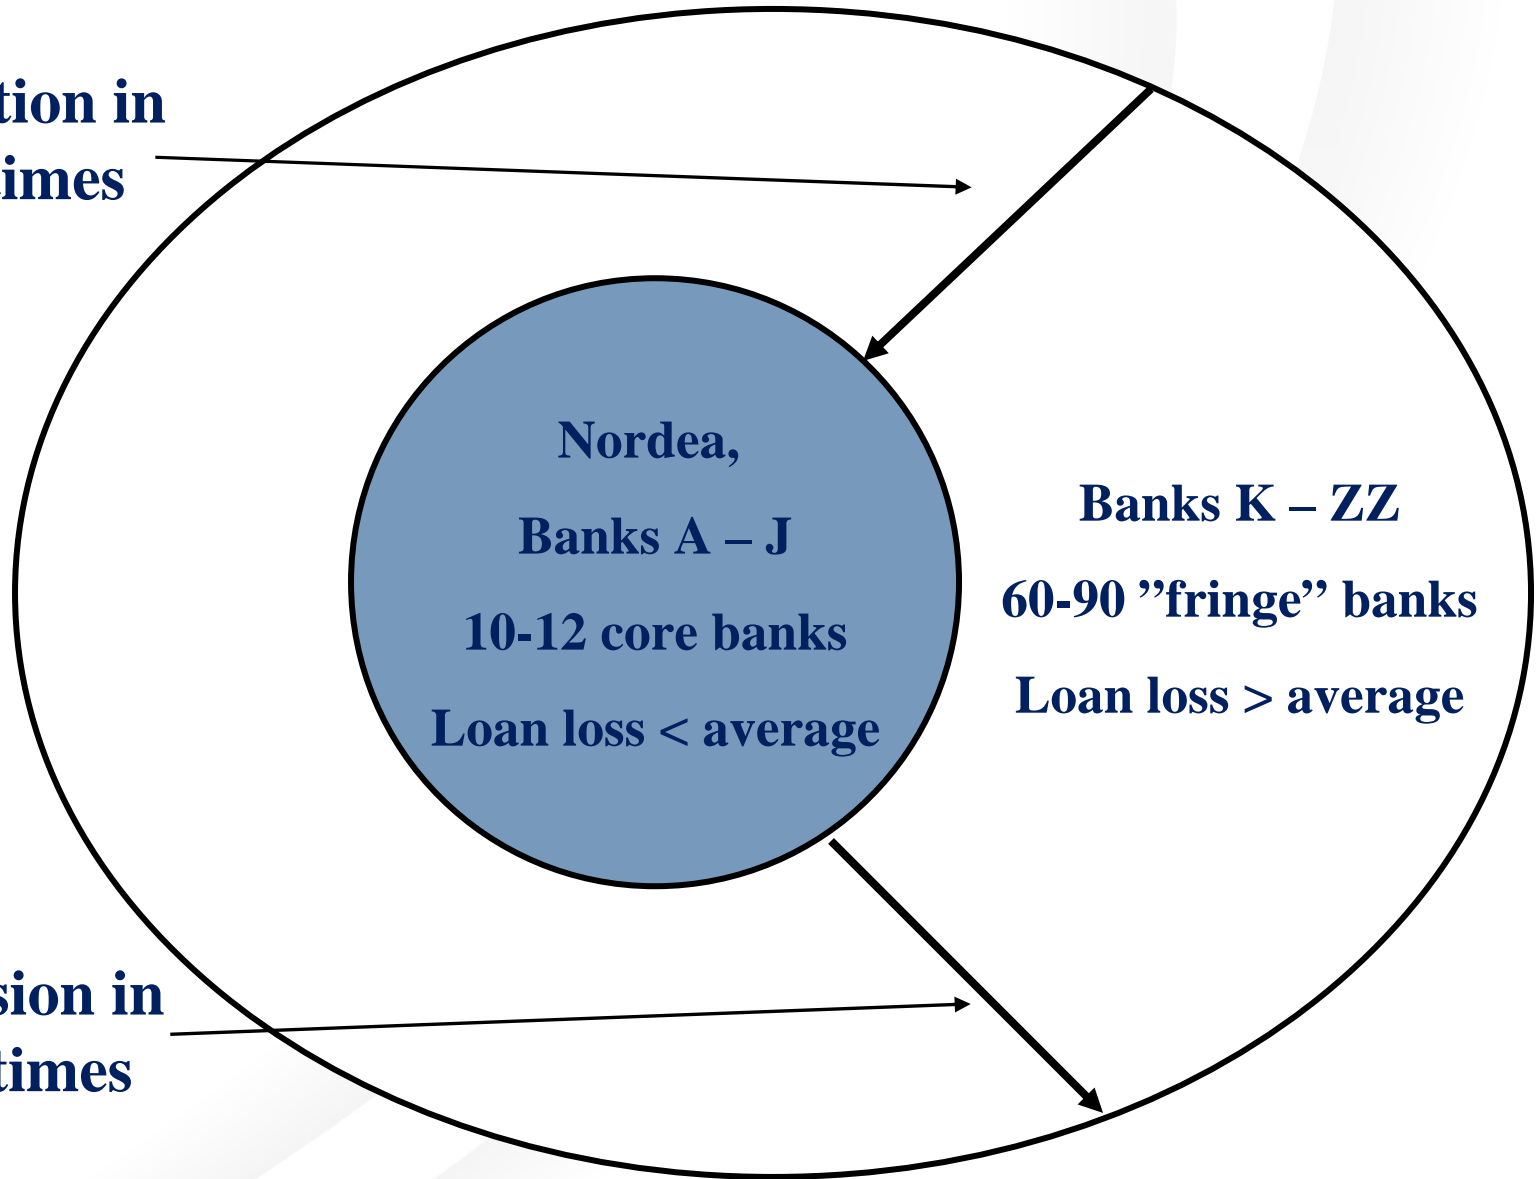 tion in
times
Nordea,
Banks A – J
10-12 core banks
Loan loss < average
Banks K – ZZ
60-90 ”fringe” banks
Loan loss > average
sion in
times